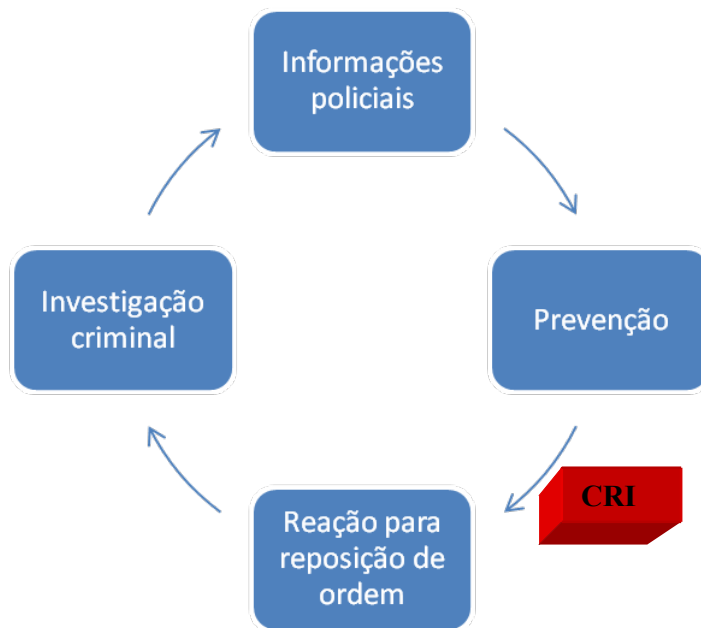 Informações
policiais
Investigação
criminal
Prevenção
CRI
Reação para
reposição de
ordem